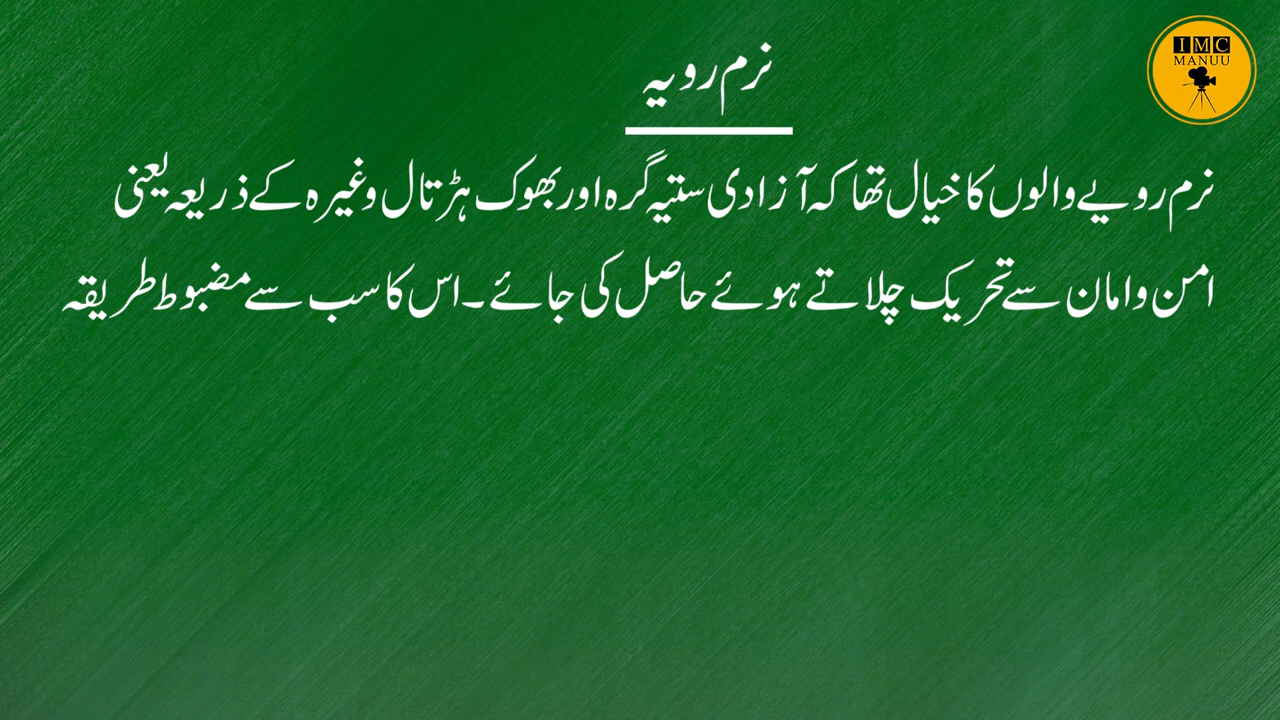 IMC
MANUU
نرم رویہ
نرم رویے والوں کا خیال تھا کہ آزادی ستیہ گرہ اور بھوک ہڑتال وغیرہ کے ذریعہ یعنی
امن و امان سے تحریک چلاتے ہوئے حاصل کی جائے۔ اس کا سب سے مضبوط طریقہ